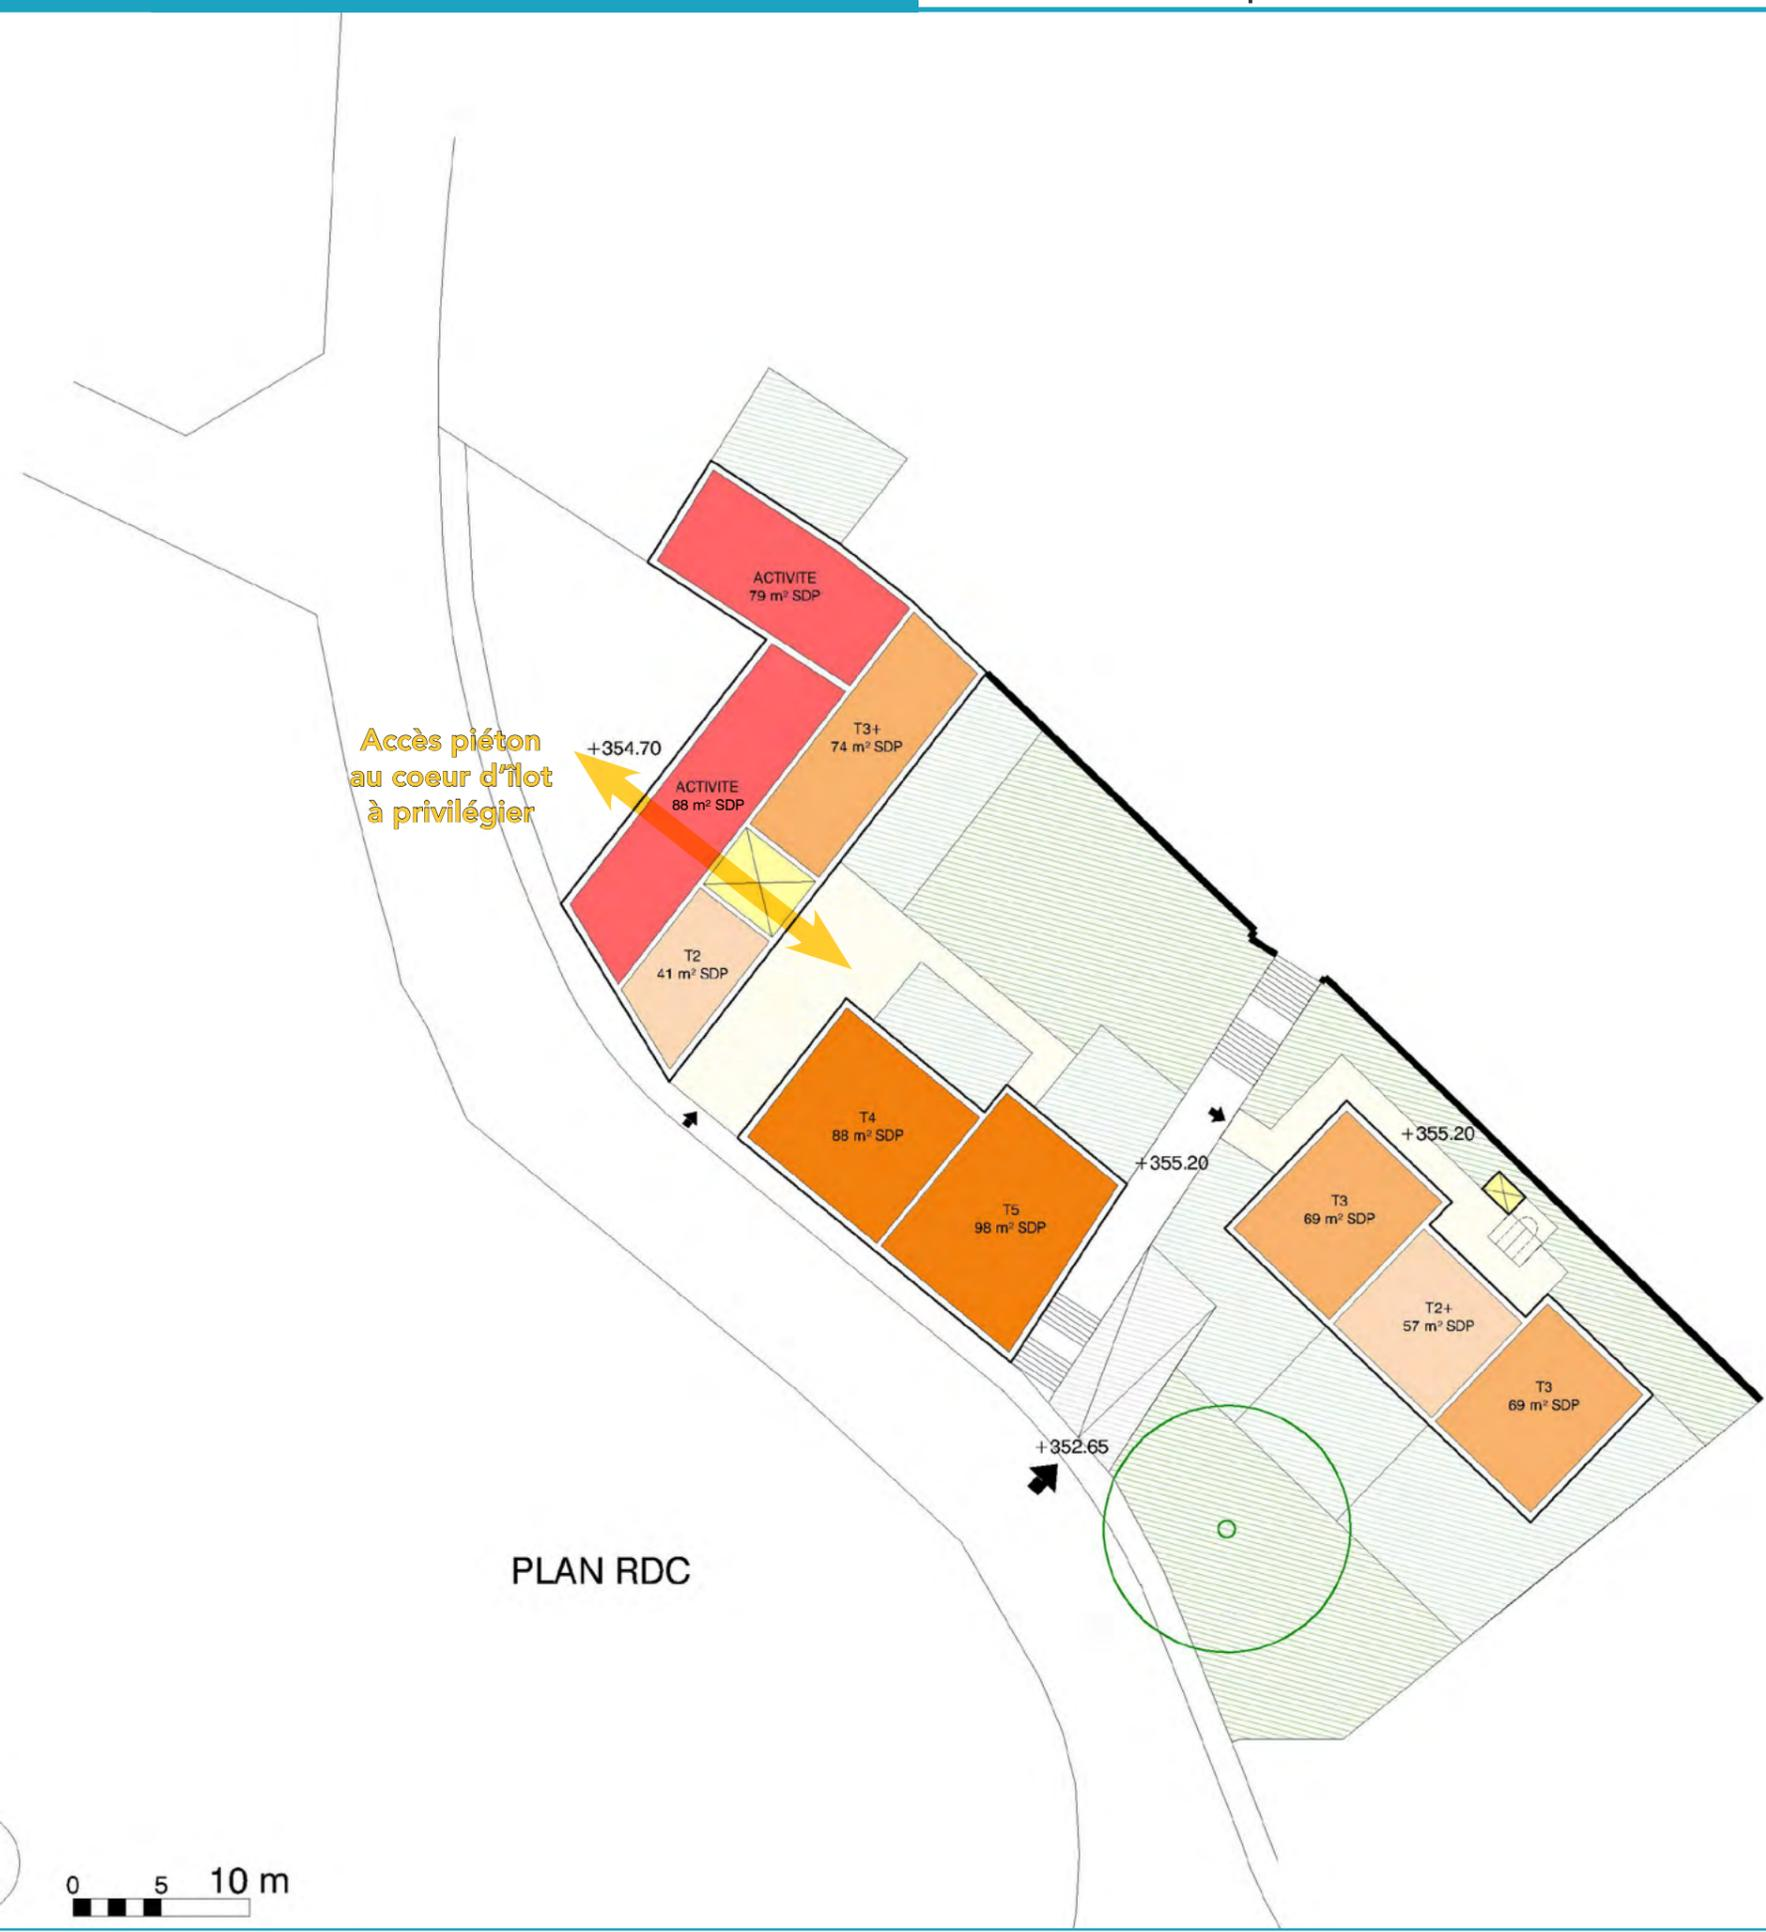 ACTIVITE
79 m² SDP
T3+
74 m² SDP
Accès piéton
au coeur d'îlot
à privilégier
+354.70
ACTIVITE
88 m² SDP
T2
41 m² SDP
T4
88 m² SDP
T5
98 m² SDP
+355.20
+355.20
T3
69 m² SDP
T2+
57 m² SDP
T3
69 m² SDP
+352.65
PLAN RDC
0 5 10 m